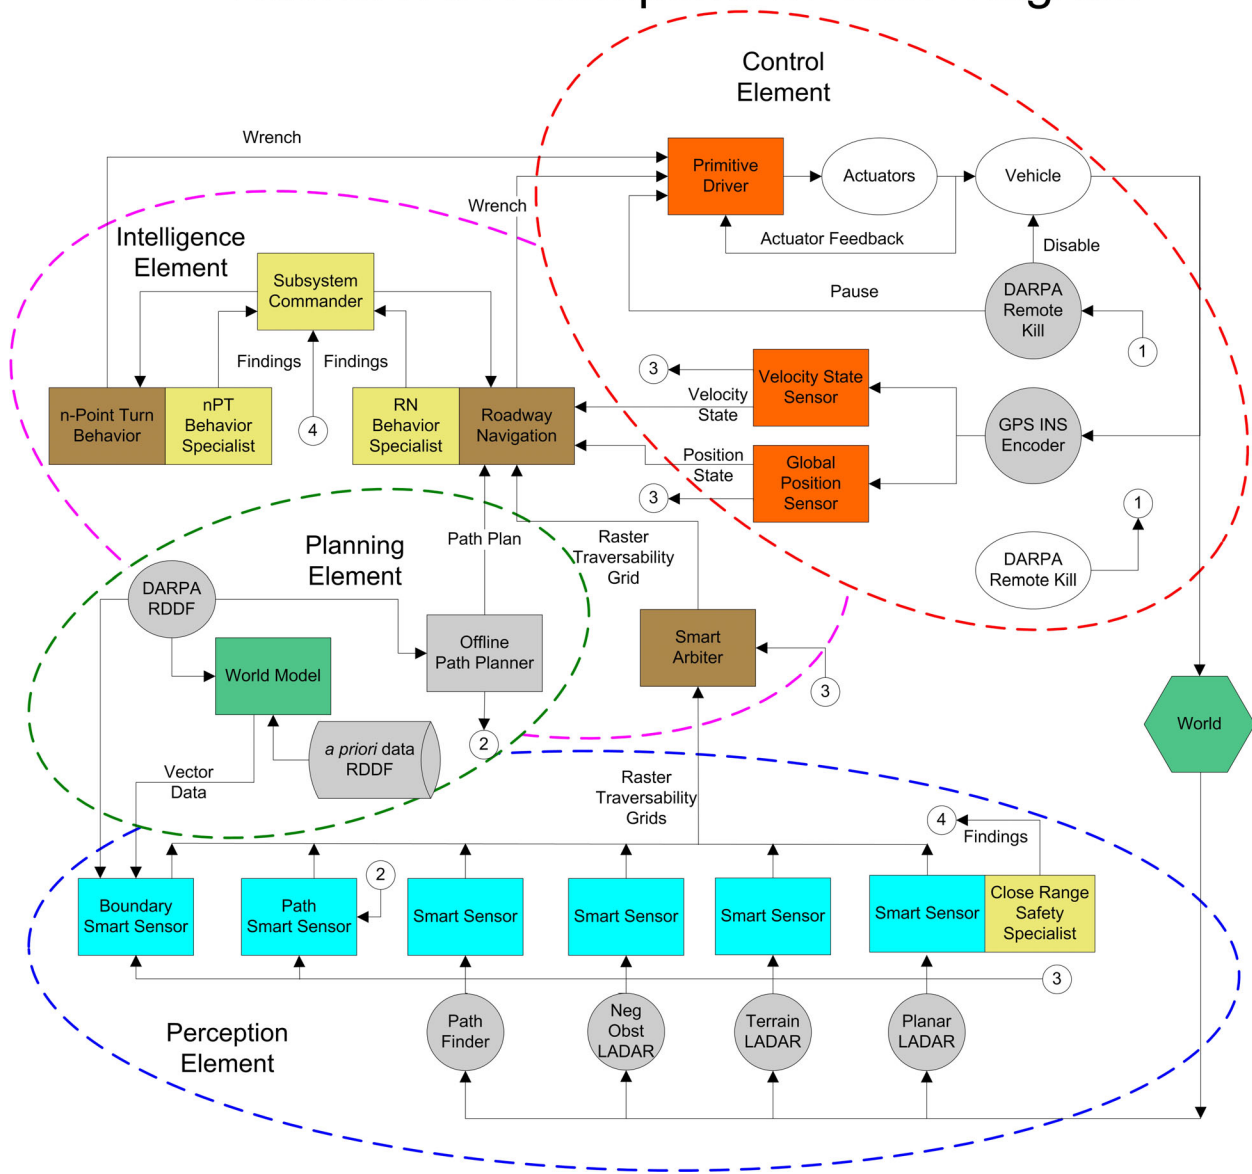 Control
Element
Wrench
Primitive
Driver
Actuators
Vehicle
Wrench
Actuator Feedback
Disable
Intelligence
Element
Subsystem
Commander
Pause
DARPA
Remote
Kill
1
Findings
Findings
3
Velocity State
Sensor
Velocity
State
n-Point Turn
Behavior
nPT
Behavior
Specialist
4
RN
Behavior
Specialist
Roadway
Navigation
GPS INS
Encoder
Position
State
Global
Position
Sensor
3
1
Planning
Element
Path Plan
Raster
Traversability
Grid
DARPA
Remote Kill
DARPA
RDDF
Offline
Path Planner
Smart
Arbiter
World Model
3
World
a priori data
RDDF
2
Vector
Data
Raster
Traversability
Grids
4
Findings
2
Boundary
Smart Sensor
Path
Smart Sensor
Smart Sensor
Smart Sensor
Smart Sensor
Smart Sensor
Close Range
Safety
Specialist
3
Perception
Element
Path
Finder
Neg
Obst
LADAR
Terrain
LADAR
Planar
LADAR